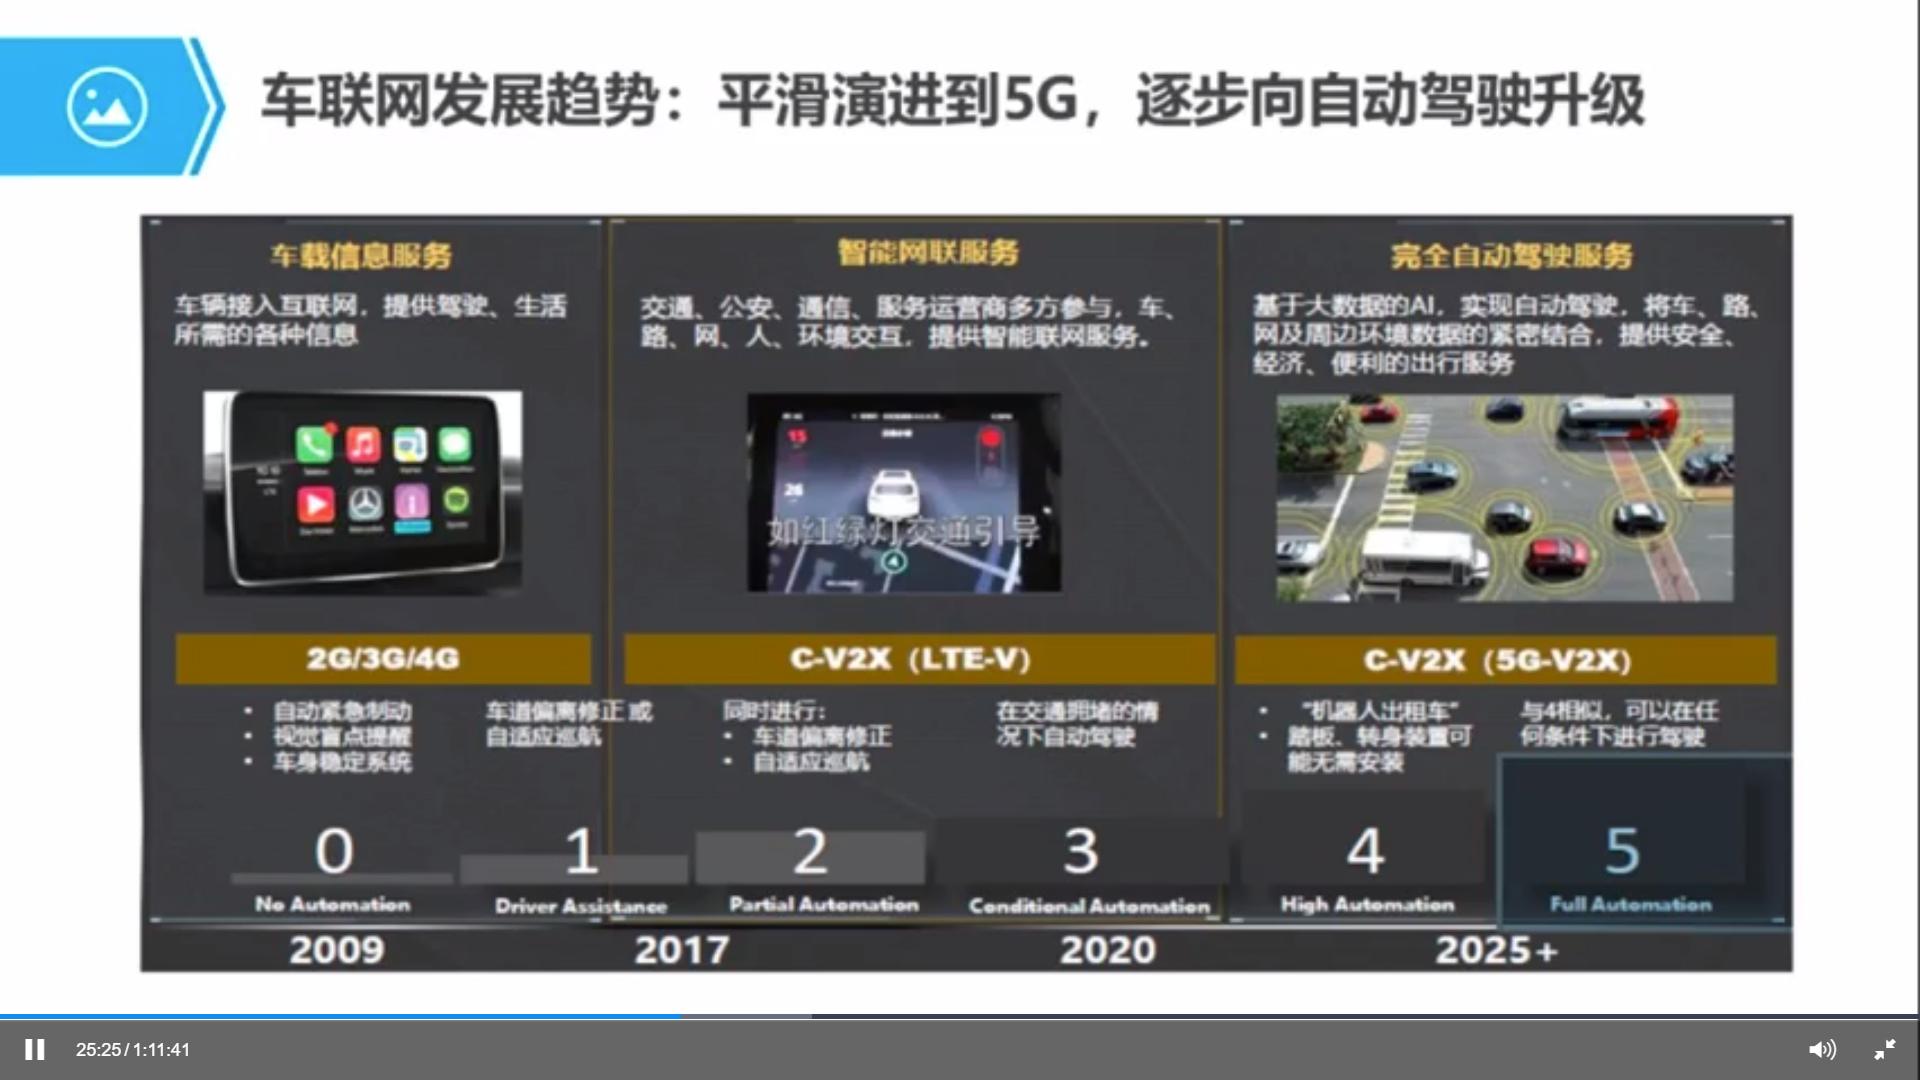 车联网发展趋势：平滑演进到5G，逐步向自动驾驶升级
车载信息服务
车辆接入互联网，提供驾驶、生活
所需的各种信息
智能网联服务
交通、公安、通信、服务运营商多方参与，车、
路、网、人、环境交互，提供智能联网服务。
完全自动驾驶服务
基于大数据的AI，实现自动驾驶，将车、路、
网及周边环境数据的紧密结合，提供安全、
经济、便利的出行服务
15
26
如红绿灯交通引导
2G/3G/4G
C-V2X（LTE-V）
C-V2X（5G-V2X）
• 自动紧急制动
• 视觉盲点提醒
• 车身稳定系统
车道偏离修正 或
自适应巡航
同时进行：
• 车道偏离修正
• 自适应巡航
在交通拥堵的情
况下自动驾驶
• “机器人出租车”
• 踏板、转身装置可
能无需安装
与4相似，可以在任
何条件下进行驾驶
0
No Automation
1
Driver Assistance
2
Partial Automation
3
Conditional Automation
4
High Automation
5
Full Automation
2009
2017
2020
2025+
25:25/1:11:41